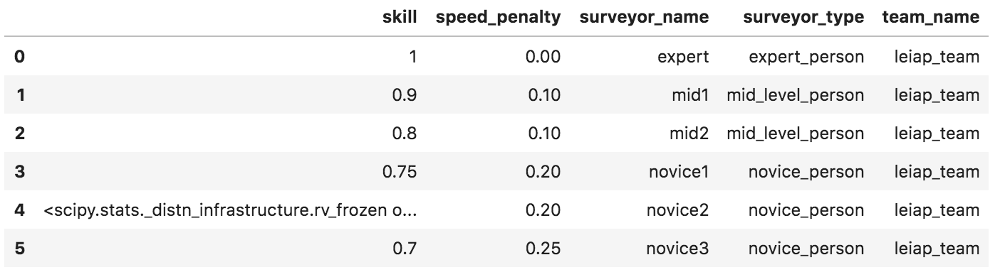 skill speed_penalty surveyor_name surveyor_type team_name
0 1 0.00 expert expert_person leiap_team
1 0.9 0.10 mid1 mid_level_person leiap_team
2 0.8 0.10 mid2 mid_level_person leiap_team
3 0.75 0.20 novice1 novice_person leiap_team
4 <scipy.stats._distn_infrastructure.rv_frozen o... 0.20 novice2 novice_person leiap_team
5 0.7 0.25 novice3 novice_person leiap_team